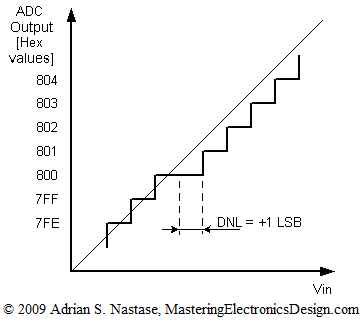 ADC
Output
[Hex
values]
804
803
802
801
800
7FF
7FE
DNL = +1 LSB
Vin
© 2009 Adrian S. Nastase, MasteringElectronicsDesign.com